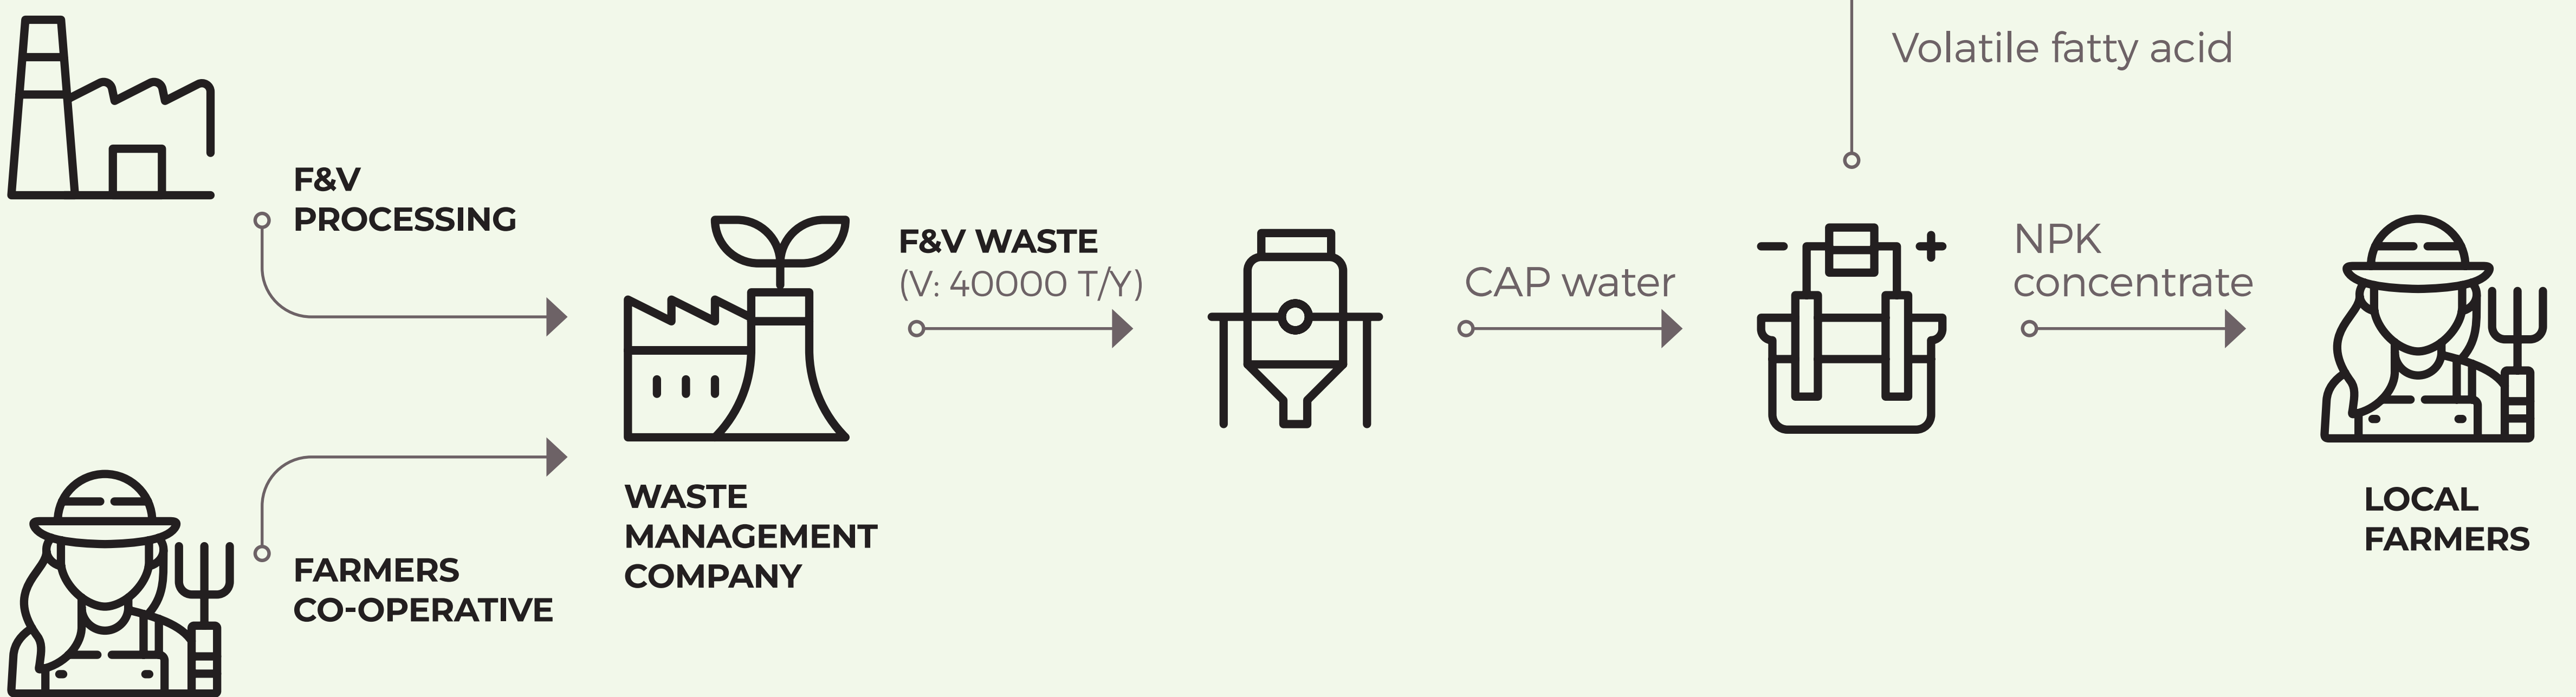 Volatile fatty acid
F&V
PROCESSING
F&V WASTE
(V: 40000 T/Y)
CAP water
NPK
concentrate
WASTE
MANAGEMENT
COMPANY
LOCAL
FARMERS
FARMERS
CO-OPERATIVE